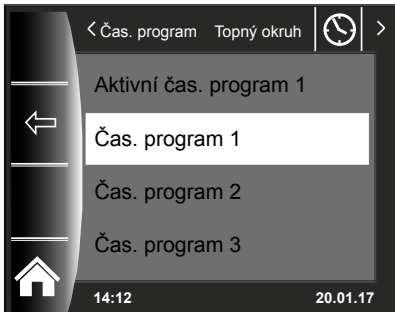 Čas. program Topný okruh
Aktivní čas. program 1
Čas. program 1
Čas. program 2
Čas. program 3
14:12 20.01.17